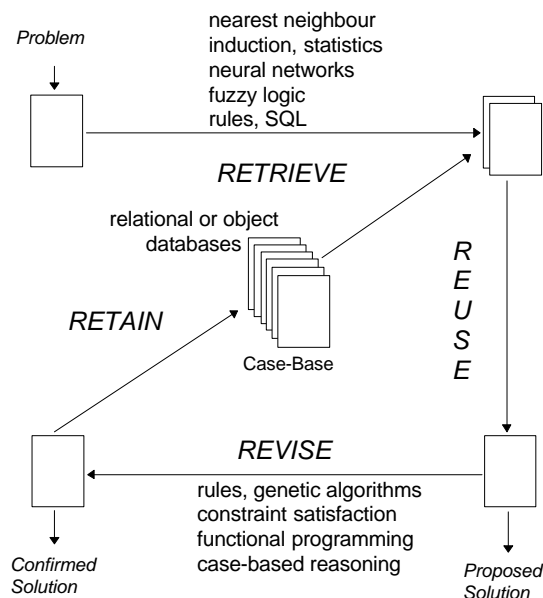 Problem
nearest neighbour
induction, statistics
neural networks
fuzzy logic
rules, SQL
RETRIEVE
relational or object
databases
REUSE
RETAIN
Case-Base
REVISE
rules, genetic algorithms
constraint satisfaction
functional programming
case-based reasoning
Confirmed
Solution
Proposed
Solution